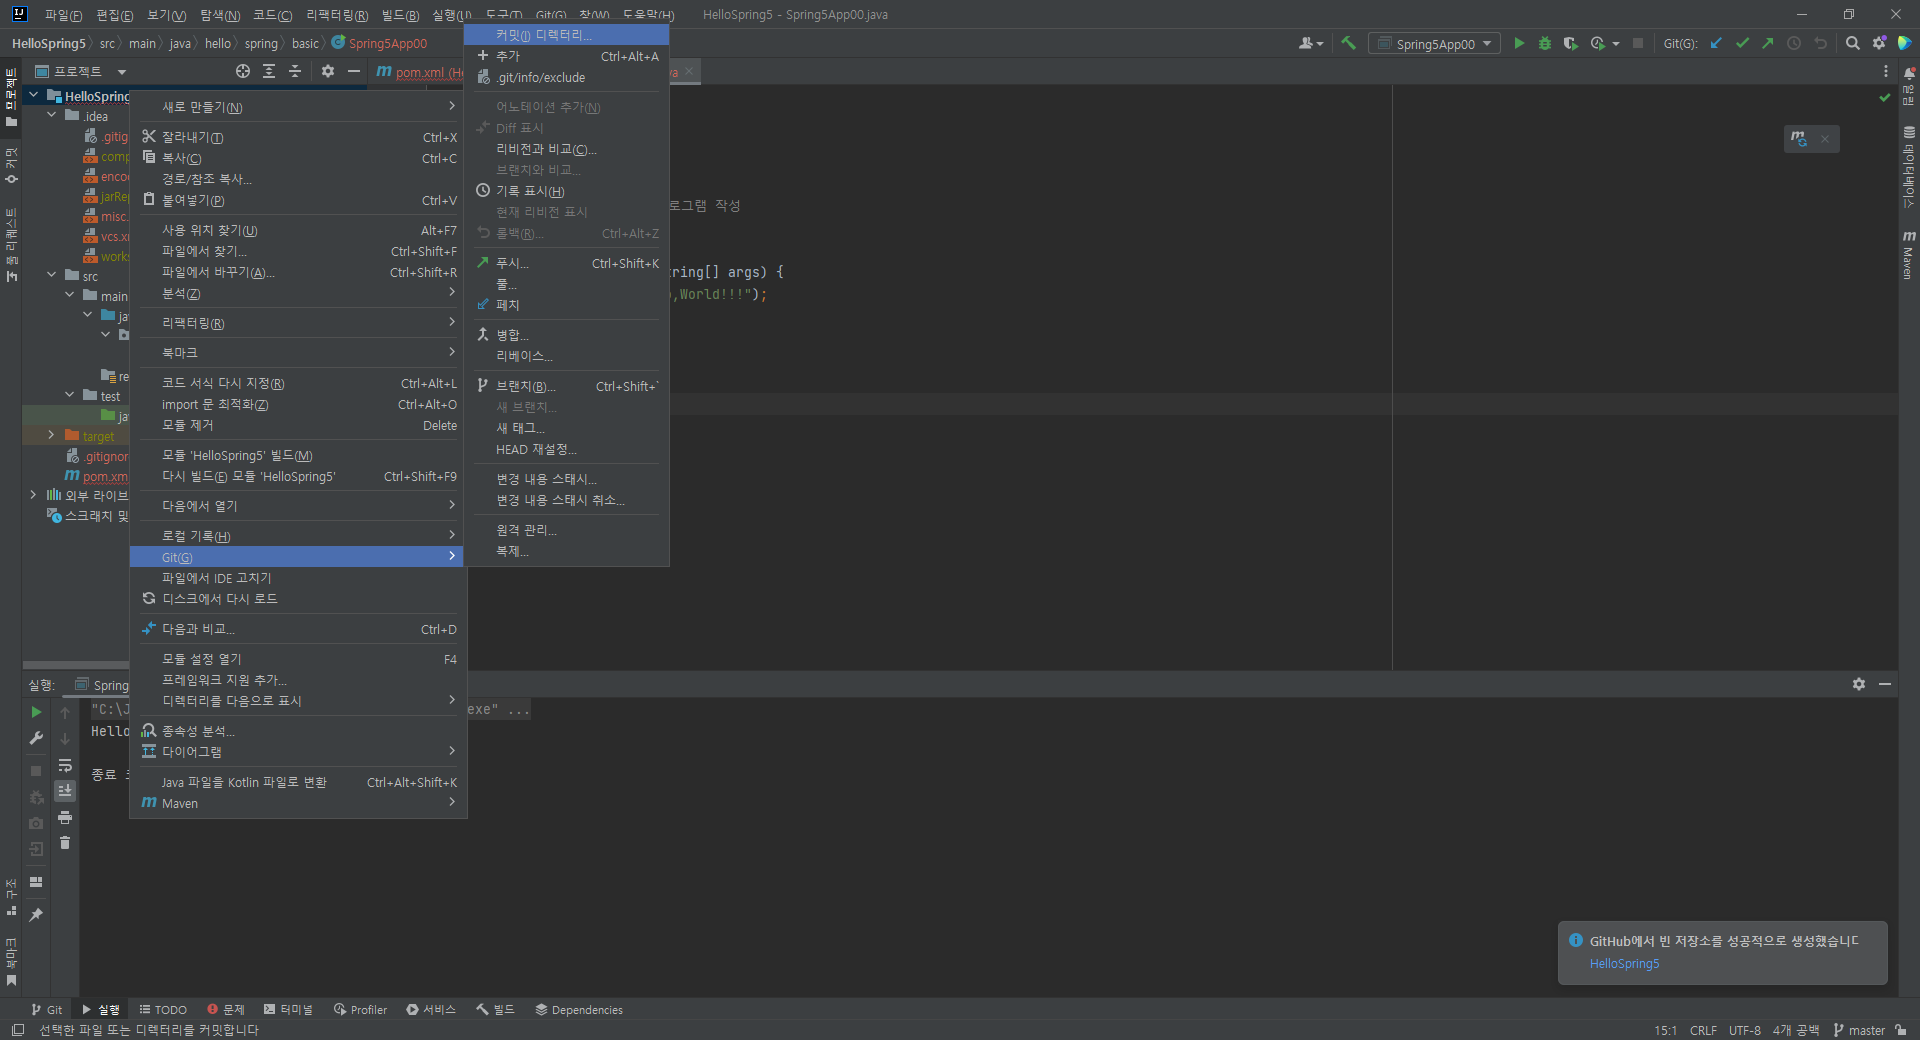 파일(F) 편집(E) 보기(V) 탐색(N) 코드(C) 리팩터링(R) 빌드(B) 실행(U) 도구(T) Git(G) 창(W) 도움말(H) HelloSpring5 - Spring5App00.java
HelloSpring5 src main java hello spring basic Spring5App00
Spring5App00 Git(G):
프로젝트
pom.xml (He
HelloSpring
.idea
.gitig
comp
enco
jarRep
misc.
vcs.x
works
src
main
ja
re
test
ja
target
.gitignor
pom.xm
외부 라이브
스크래치 및
새로 만들기(N)
잘라내기(T) Ctrl+X
복사(C) Ctrl+C
경로/참조 복사...
붙여넣기(P) Ctrl+V
사용 위치 찾기(U) Alt+F7
파일에서 찾기... Ctrl+Shift+F
파일에서 바꾸기(A)... Ctrl+Shift+R
분석(Z)
리팩터링(R)
북마크
코드 서식 다시 지정(R) Ctrl+Alt+L
import 문 최적화(Z) Ctrl+Alt+O
모듈 제거 Delete
모듈 'HelloSpring5' 빌드(M)
다시 빌드(E) 모듈 'HelloSpring5' Ctrl+Shift+F9
다음에서 열기
로컬 기록(H)
Git(G)
파일에서 IDE 고치기
디스크에서 다시 로드
다음과 비교... Ctrl+D
모듈 설정 열기 F4
프레임워크 지원 추가...
디렉터리를 다음으로 표시
종속성 분석...
다이어그램
Java 파일을 Kotlin 파일로 변환 Ctrl+Alt+Shift+K
Maven
커밋(I) 디렉터리...
추가 Ctrl+Alt+A
.git/info/exclude
어노테이션 추가(N)
Diff 표시
리비전과 비교(C)...
브랜치와 비교...
기록 표시(H)
현재 리비전 표시
롤백(R)... Ctrl+Alt+Z
푸시... Ctrl+Shift+K
풀...
페치
병합...
리베이스...
브랜치(B)... Ctrl+Shift+`
새 브랜치...
새 태그...
HEAD 재설정...
변경 내용 스태시...
변경 내용 스태시 취소...
원격 관리...
복제...
로그램 작성
tring[] args) {
,World!!!");
프로젝트
커밋
풀 리퀘스트
구조
북마크
알림
데이터베이스
Maven
실행: Spring
"C:\J
exe" ...
Hello
종료 코
GitHub에서 빈 저장소를 성공적으로 생성했습니다
HelloSpring5
Git 실행 TODO 문제 터미널 Profiler 서비스 빌드 Dependencies
선택한 파일 또는 디렉터리를 커밋합니다
15:1 CRLF UTF-8 4개 공백 master